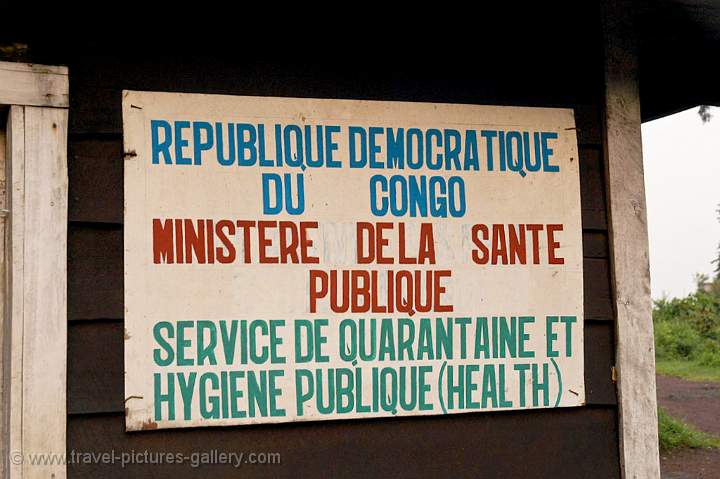 REPUBLIQUE DEMOCRATIQUE
DU CONGO
MINISTERE DE LA SANTE
PUBLIQUE
SERVICE DE QUARANTAINE ET
HYGIENE PUBLIQUE (HEALTH)
© www.travel-pictures-gallery.com